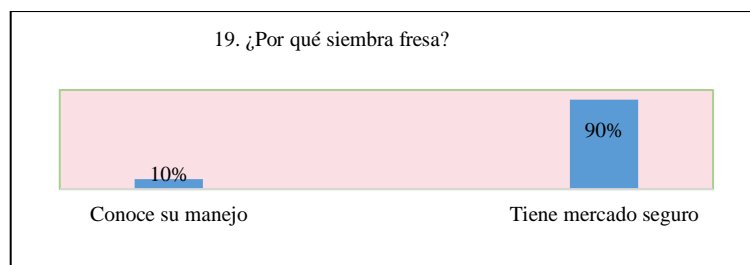 19. ¿Por qué siembra fresa?
90%
10%
Conoce su manejo
Tiene mercado seguro